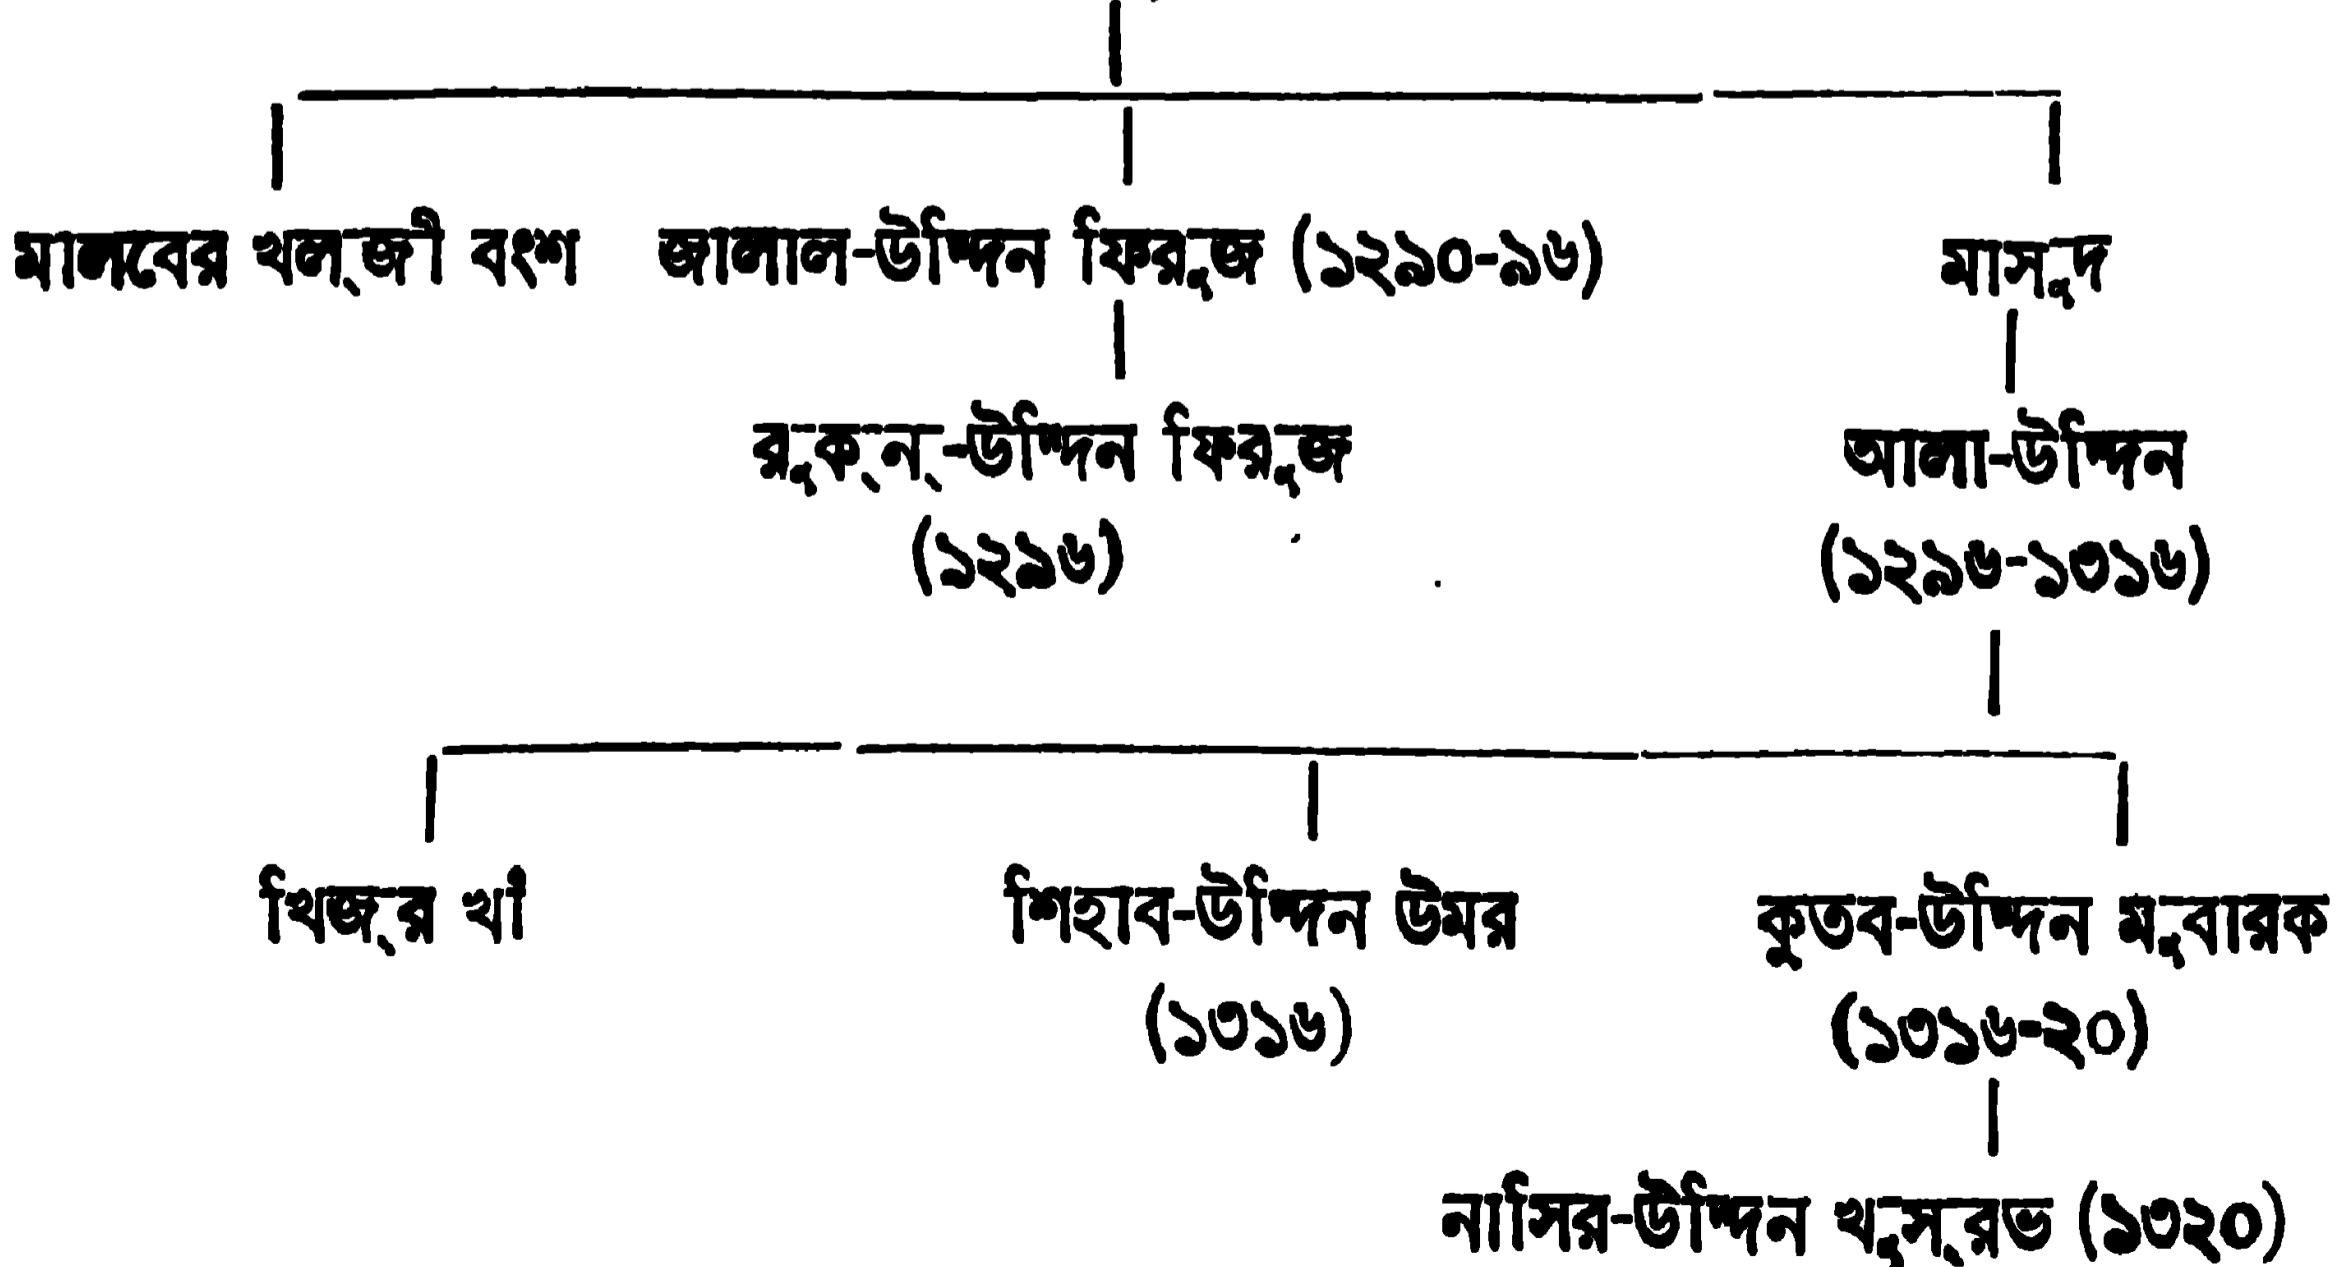 মালবের খল্‌জী বংশ জালাল-উদ্দিন ফিরুজ (১২৯০-৯৬) মাসুদ
রুক্‌ন্‌-উদ্দিন ফিরুজ আলা-উদ্দিন
(১২৯৬) (১২৯৬-১৩১৬)
খিজ্‌র খাঁ শিহাব-উদ্দিন উমর কুতব-উদ্দিন মুবারক
(১৩১৬) (১৩১৬-২০)
নাসির-উদ্দিন খুস্‌রভ (১৩২০)